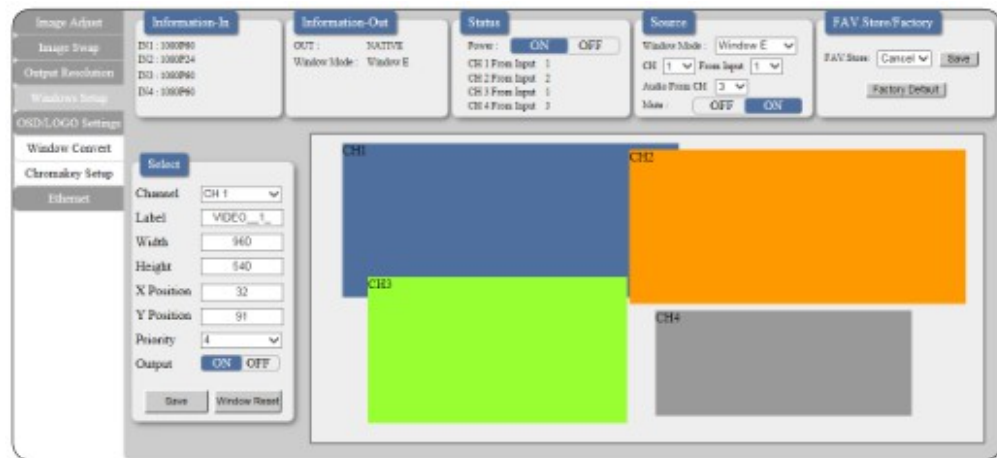 Image Adjust
Image Swap
Output Resolution
Windows Setup
OSD/LOGO Settings
Window Convert
Chromakey Setup
Ethernet
Information-In
IN1 : 1080P60
IN2 : 1080P24
IN3 : 1080P60
IN4 : 1080P60
Information-Out
OUT : NATIVE
Window Mode : Window E
Status
Power : ON OFF
CH 1 From Input 1
CH 2 From Input 2
CH 3 From Input 1
CH 4 From Input 3
Source
Window Mode : Window E
CH 1 From Input 1
Audio From CH 3
Mute : OFF ON
FAV.Store/Factory
FAV.Store: Cancel Save
Factory Default
Select
Channel CH 1
Label VIDEO__1_
Width 960
Height 540
X Position 32
Y Position 91
Priority 4
Output ON OFF
Save Window Reset
CH1
CH2
CH3
CH4